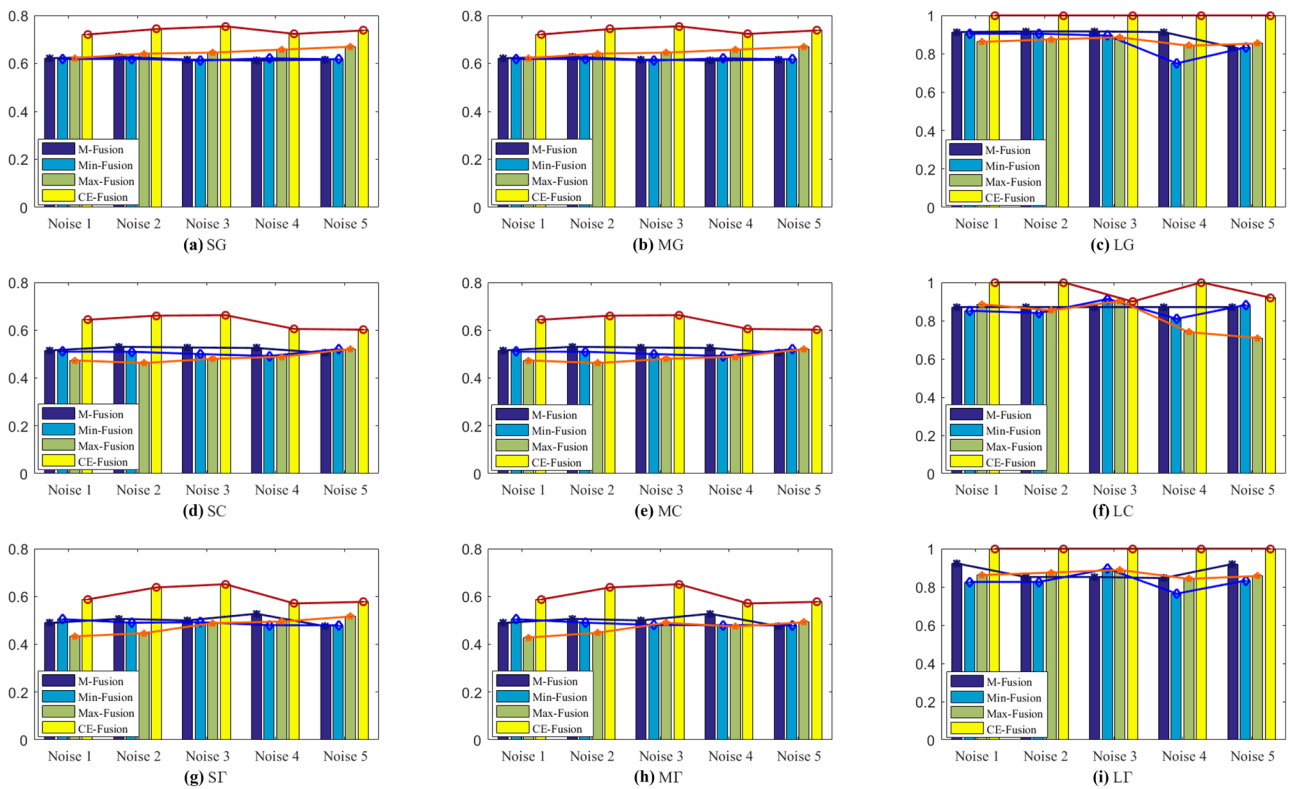 0.8
0.6
0.4
0.2
0
M-Fusion
Min-Fusion
Max-Fusion
CE-Fusion
Noise 1 Noise 2 Noise 3 Noise 4 Noise 5
(a) SG
0.8
0.6
0.4
0.2
0
M-Fusion
Min-Fusion
Max-Fusion
CE-Fusion
Noise 1 Noise 2 Noise 3 Noise 4 Noise 5
(b) MG
1
0.8
0.6
0.4
0.2
0
M-Fusion
Min-Fusion
Max-Fusion
CE-Fusion
Noise 1 Noise 2 Noise 3 Noise 4 Noise 5
(c) LG
0.8
0.6
0.4
0.2
0
M-Fusion
Min-Fusion
Max-Fusion
CE-Fusion
Noise 1 Noise 2 Noise 3 Noise 4 Noise 5
(d) SC
0.8
0.6
0.4
0.2
0
M-Fusion
Min-Fusion
Max-Fusion
CE-Fusion
Noise 1 Noise 2 Noise 3 Noise 4 Noise 5
(e) MC
1
0.8
0.6
0.4
0.2
0
M-Fusion
Min-Fusion
Max-Fusion
CE-Fusion
Noise 1 Noise 2 Noise 3 Noise 4 Noise 5
(f) LC
0.8
0.6
0.4
0.2
0
M-Fusion
Min-Fusion
Max-Fusion
CE-Fusion
Noise 1 Noise 2 Noise 3 Noise 4 Noise 5
(g) SΓ
0.8
0.6
0.4
0.2
0
M-Fusion
Min-Fusion
Max-Fusion
CE-Fusion
Noise 1 Noise 2 Noise 3 Noise 4 Noise 5
(h) MΓ
1
0.8
0.6
0.4
0.2
0
M-Fusion
Min-Fusion
Max-Fusion
CE-Fusion
Noise 1 Noise 2 Noise 3 Noise 4 Noise 5
(i) LΓ